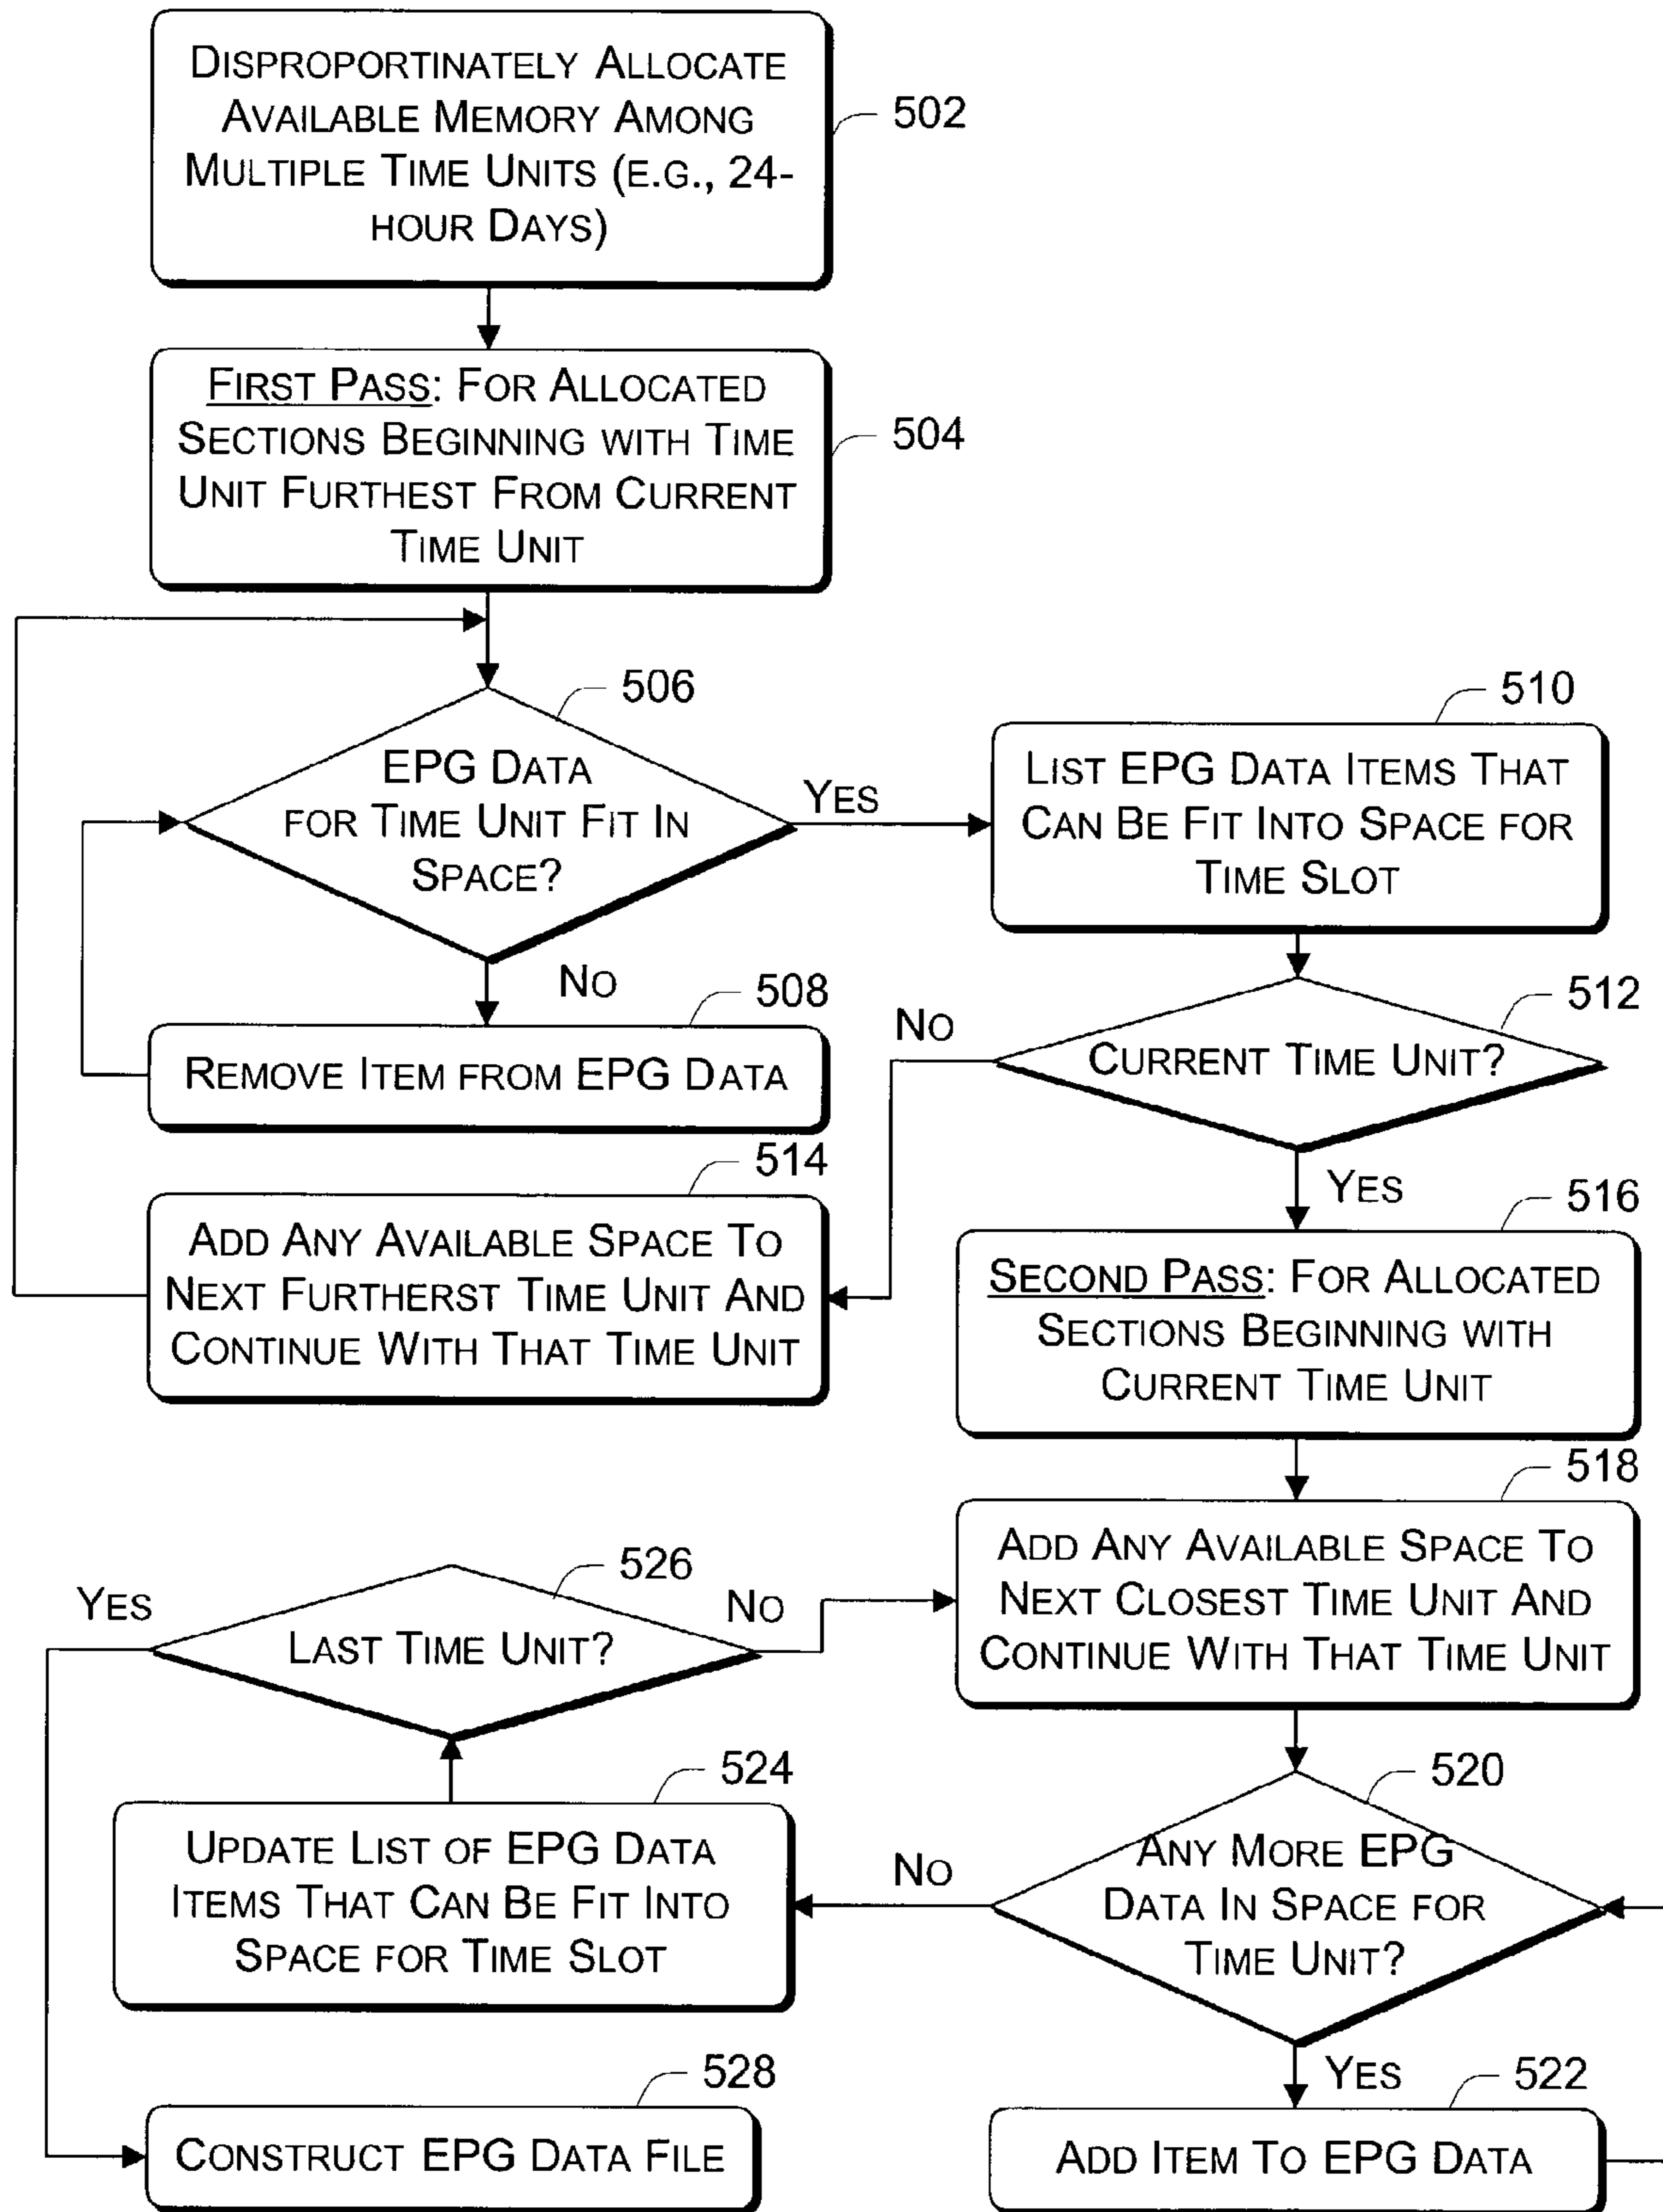 DISPROPORTINATELY ALLOCATE
AVAILABLE MEMORY AMONG
MULTIPLE TIME UNITS (E.G., 24-
HOUR DAYS)
502
FIRST PASS: FOR ALLOCATED
SECTIONS BEGINNING WITH TIME
UNIT FURTHEST FROM CURRENT
TIME UNIT
504
506
EPG DATA
FOR TIME UNIT FIT IN
SPACE?
YES
NO
510
LIST EPG DATA ITEMS THAT
CAN BE FIT INTO SPACE FOR
TIME SLOT
508
REMOVE ITEM FROM EPG DATA
512
CURRENT TIME UNIT?
NO
YES
514
ADD ANY AVAILABLE SPACE TO
NEXT FURTHERST TIME UNIT AND
CONTINUE WITH THAT TIME UNIT
516
SECOND PASS: FOR ALLOCATED
SECTIONS BEGINNING WITH
CURRENT TIME UNIT
518
ADD ANY AVAILABLE SPACE TO
NEXT CLOSEST TIME UNIT AND
CONTINUE WITH THAT TIME UNIT
526
YES
NO
LAST TIME UNIT?
520
ANY MORE EPG
DATA IN SPACE FOR
TIME UNIT?
NO
YES
524
UPDATE LIST OF EPG DATA
ITEMS THAT CAN BE FIT INTO
SPACE FOR TIME SLOT
522
ADD ITEM TO EPG DATA
528
CONSTRUCT EPG DATA FILE